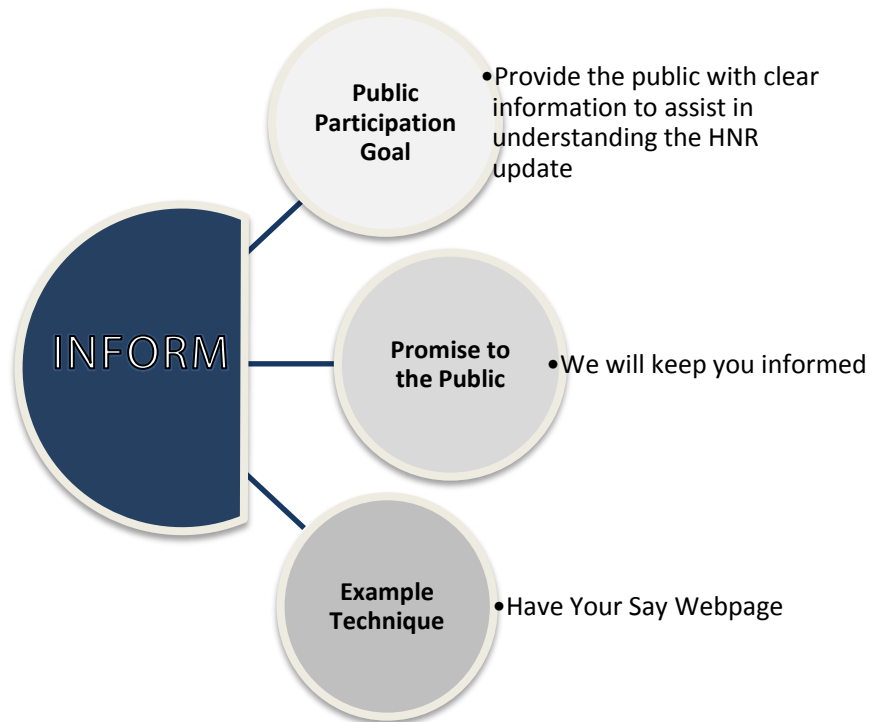 Public
Participation
Goal
•Provide the public with clear
information to assist in
understanding the HNR
update
INFORM
Promise to
the Public
•We will keep you informed
Example
Technique
•Have Your Say Webpage